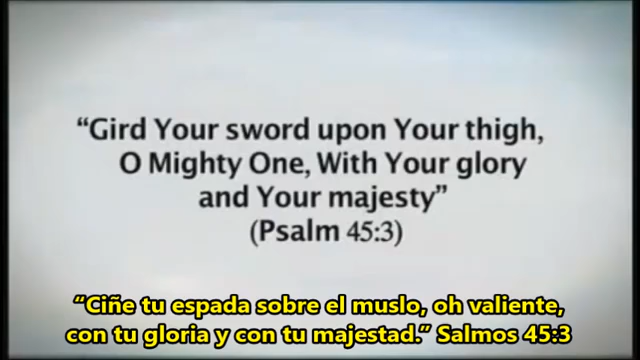 “Gird Your sword upon Your thigh,
O Mighty One, With Your glory
and Your majesty”
(Psalm 45:3)
“Ciñe tu espada sobre el muslo, oh valiente,
con tu gloria y con tu majestad.” Salmos 45:3